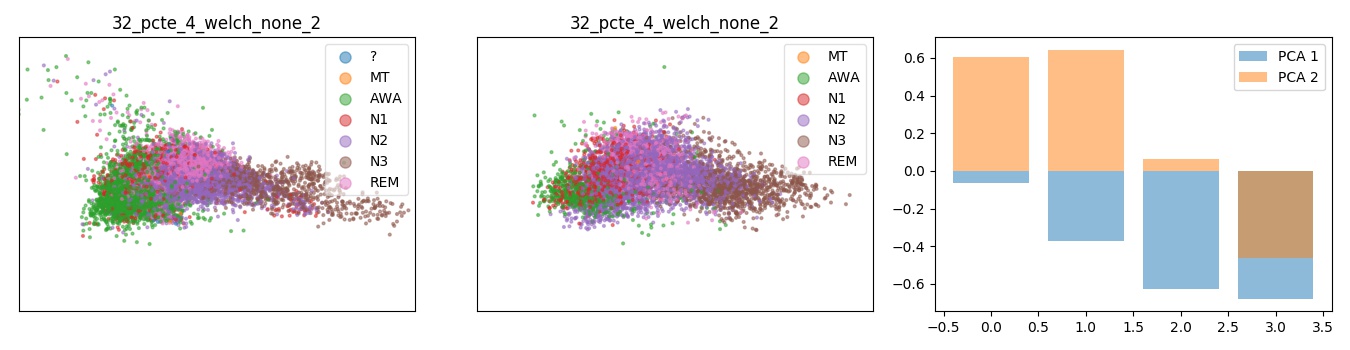 32_pcte_4_welch_none_2
?
MT
AWA
N1
N2
N3
REM
32_pcte_4_welch_none_2
MT
AWA
N1
N2
N3
REM
PCA 1
PCA 2
0.6
0.4
0.2
0.0
−0.2
−0.4
−0.6
−0.5 0.0 0.5 1.0 1.5 2.0 2.5 3.0 3.5